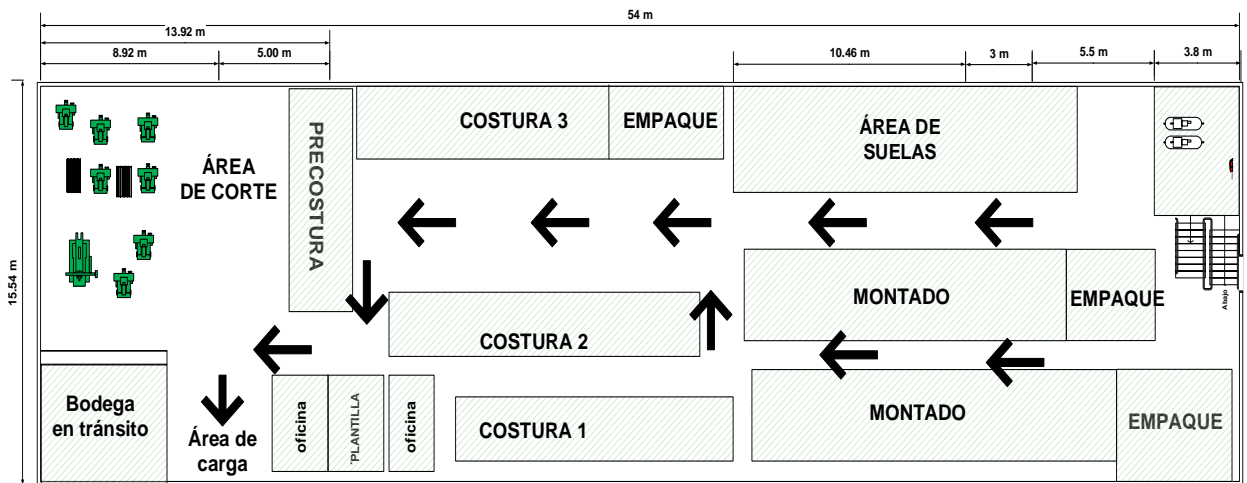 54 m
13.92 m
8.92 m
5.00 m
10.46 m
3 m
5.5 m
3.8 m
15.54 m
ÁREA
DE CORTE
PRECOSTURA
COSTURA 3
EMPAQUE
ÁREA DE
SUELAS
MONTADO
EMPAQUE
Abajo
COSTURA 2
Bodega
en tránsito
Área de
carga
oficina
'PLANTILLA
oficina
COSTURA 1
MONTADO
EMPAQUE